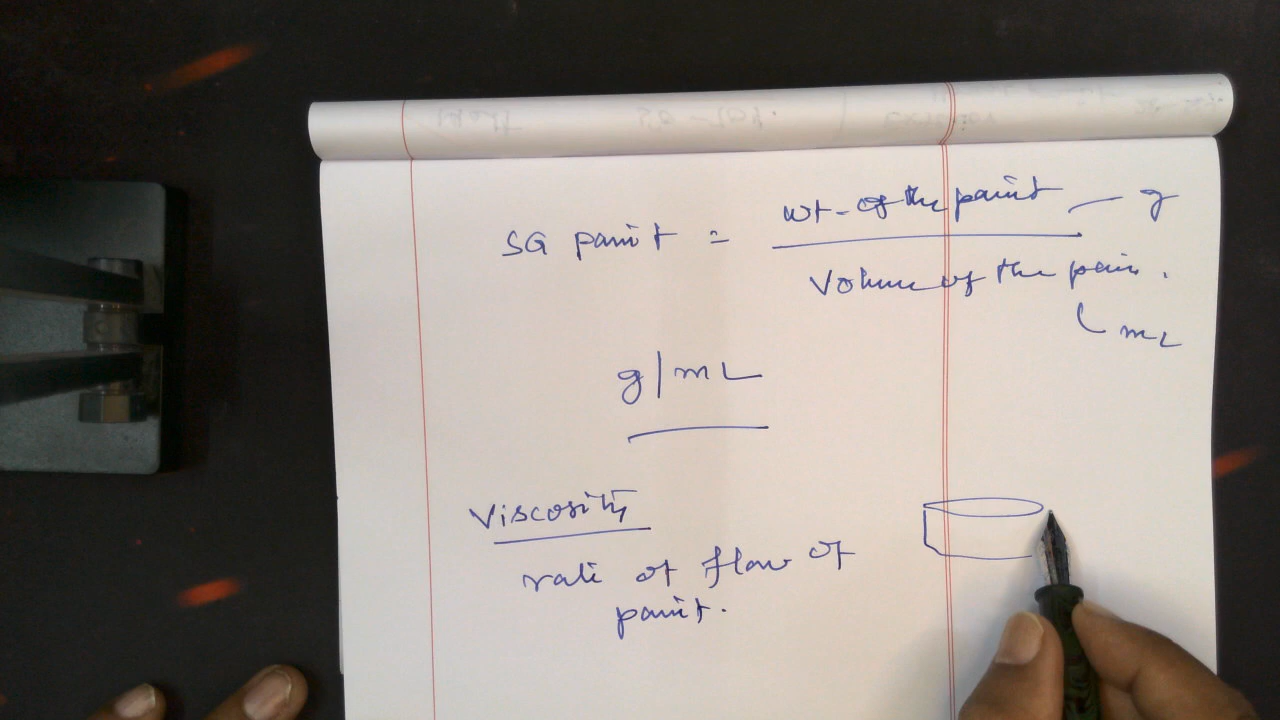 SG paint = wt. of the paint — g
Volume of the pain.
mL
g/mL
Viscosity
rate of flow of
paint.